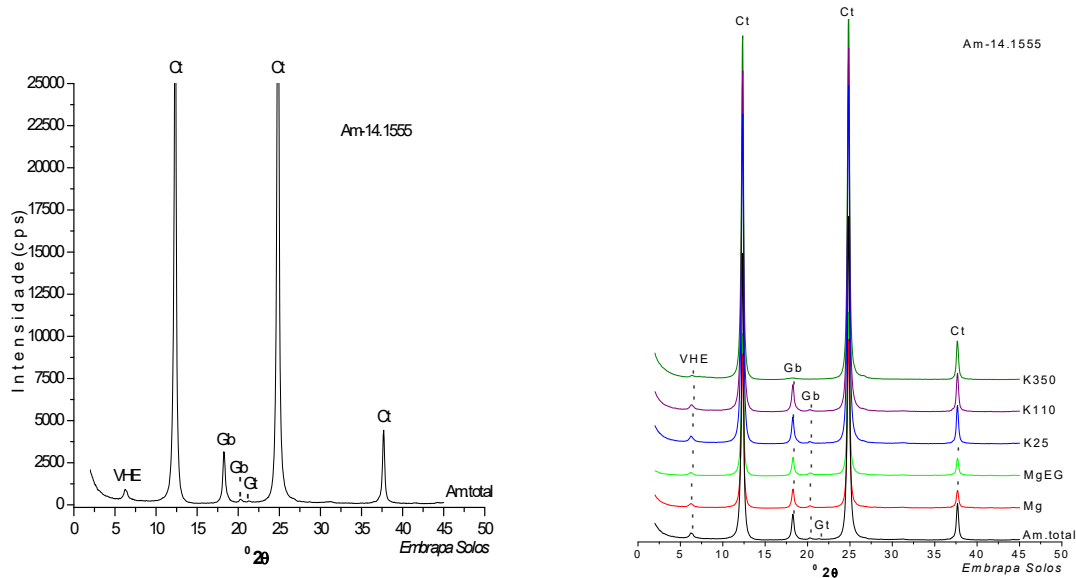 Ct Ct
25000
22500
20000
17500
15000
12500
10000
7500
5000
2500
0
Intensidade (cps)
Am-14.1555
Ct
Gb
Gb
Gt
VHE
Am.total
0 5 10 15 20 25 30 35 40 45 50
⁰ 2θ
Embrapa Solos
Ct Ct
Am-14.1555
Ct
VHE
Gb
Gb
K350
K110
K25
MgEG
Mg
Gt
Am.total
0 5 10 15 20 25 30 35 40 45 50
⁰ 2θ
Embrapa Solos